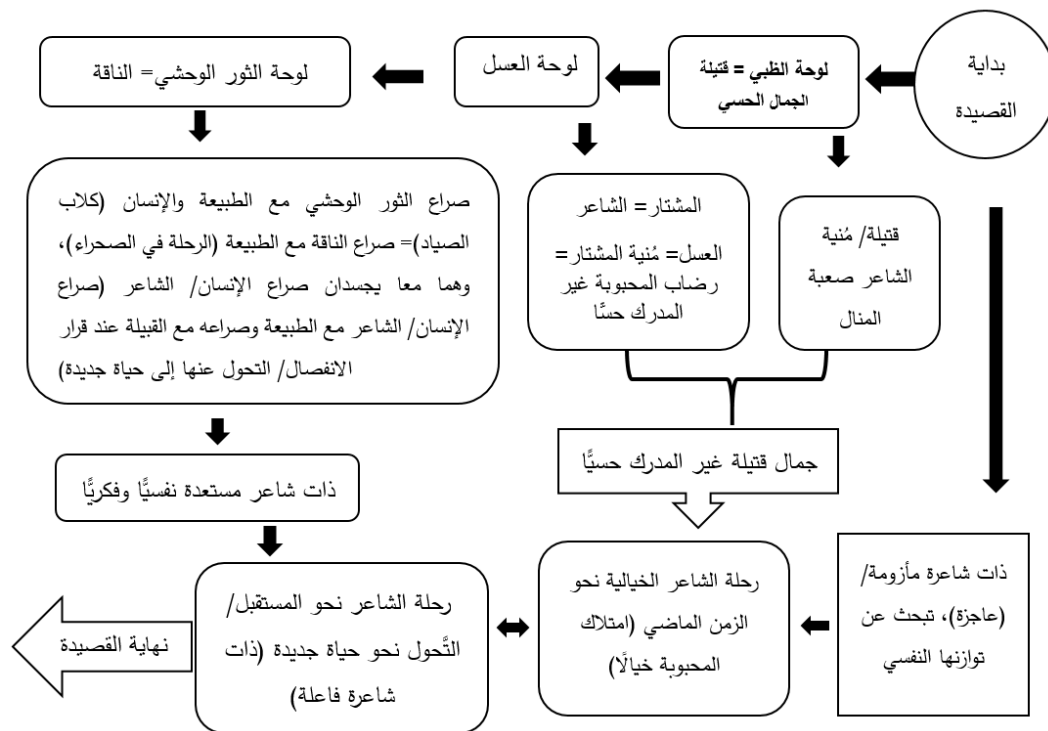 بداية
القصيدة
لوحة الظبي = قتيلة
الجمال الحسي
لوحة العسل
لوحة الثور الوحشي= الناقة
قتيلة/ مُنية
الشاعر صعبة
المنال
المشتار= الشاعر
العسل= مُنية المشتار=
رضاب المحبوبة غير
المدرك حسًّا
صراع الثور الوحشي مع الطبيعة والإنسان (كلاب
الصياد)= صراع الناقة مع الطبيعة (الرحلة في الصحراء)،
وهما معا يجسدان صراع الإنسان/ الشاعر (صراع
الإنسان/ الشاعر مع الطبيعة وصراعه مع القبيلة عند قرار
الانفصال/ التحول عنها إلى حياة جديدة)
جمال قتيلة غير المدرك حسيًّا
ذات شاعر مستعدة نفسيًّا وفكريًّا
ذات شاعرة مأزومة/
(عاجزة)، تبحث عن
توازنها النفسي
رحلة الشاعر الخيالية نحو
الزمن الماضي (امتلاك
المحبوبة خيالًا)
رحلة الشاعر نحو المستقبل/
التَّحول نحو حياة جديدة (ذات
شاعرة فاعلة)
نهاية القصيدة